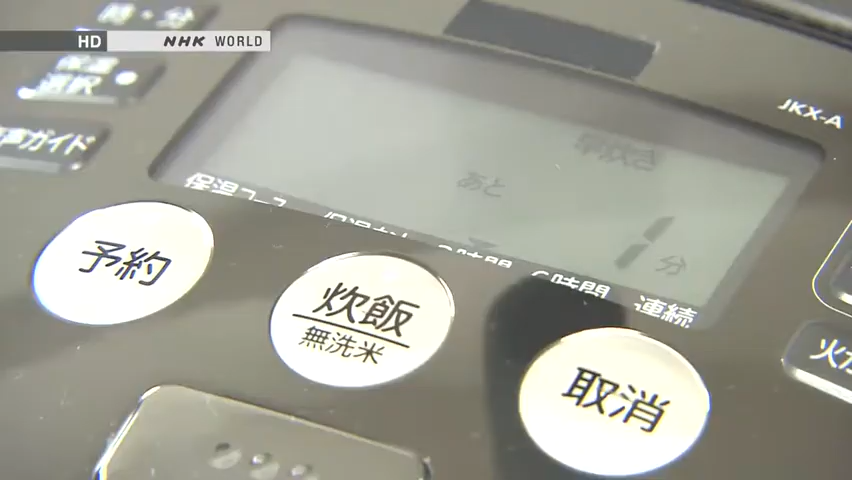 時・分
HD NHK WORLD
保温
選択
音声ガイド
JKX-A
早炊き
あと
1分
保温コース
6時間 連続
予約
炊飯
無洗米
取消